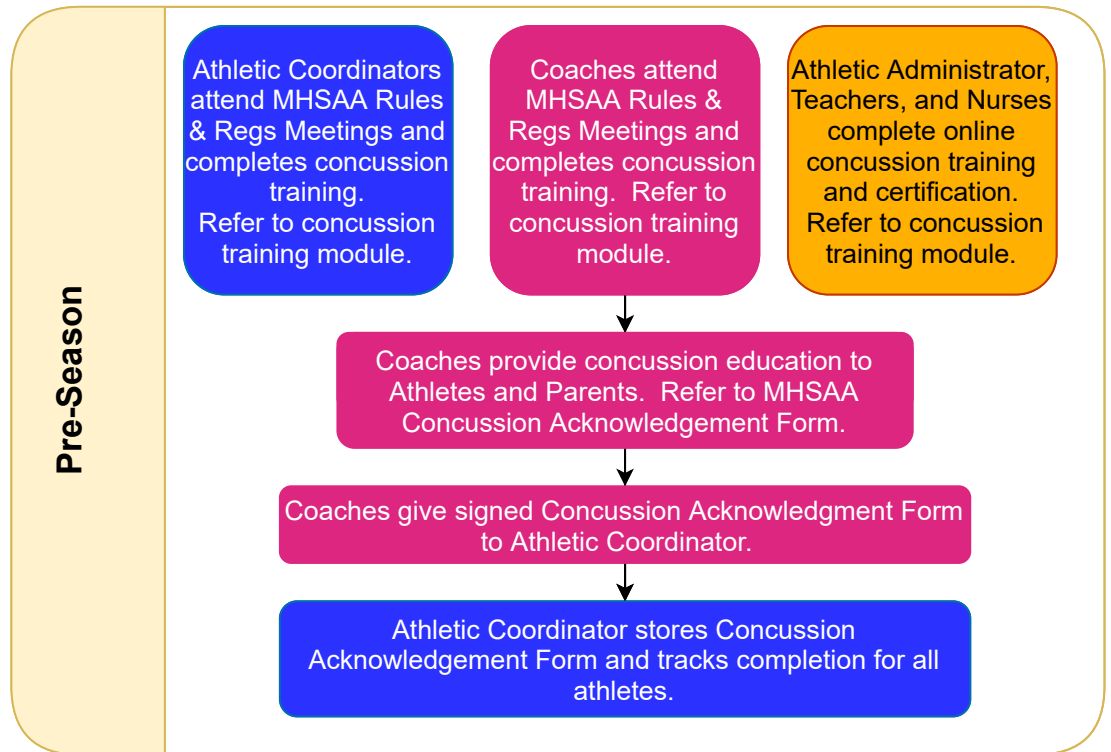 Pre-Season
Athletic Coordinators
attend MHSAA Rules
& Regs Meetings and
completes concussion
training.
Refer to concussion
training module.
Coaches attend
MHSAA Rules &
Regs Meetings and
completes concussion
training.  Refer to
concussion training
module.
Athletic Administrator,
Teachers, and Nurses
complete online
concussion training
and certification.
Refer to concussion
training module.
Coaches provide concussion education to
Athletes and Parents.  Refer to MHSAA
Concussion Acknowledgement Form.
Coaches give signed Concussion Acknowledgment Form
to Athletic Coordinator.
Athletic Coordinator stores Concussion
Acknowledgement Form and tracks completion for all
athletes.